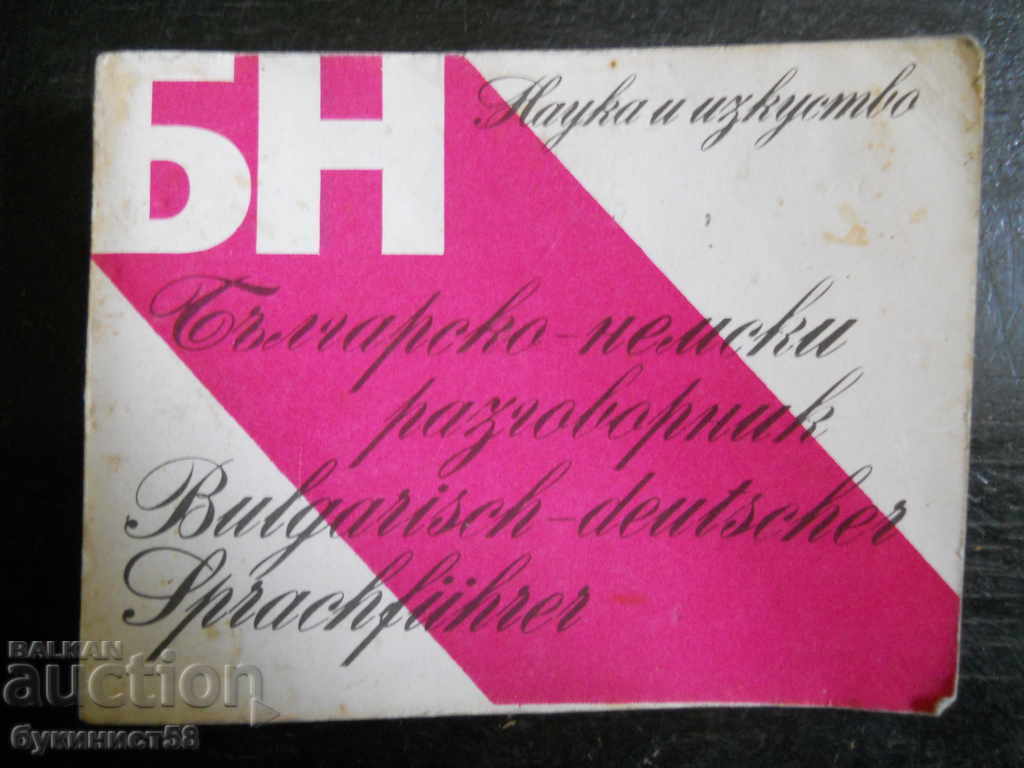 БН
Наука и изкуство
Българско-немски
разговорник
Bulgarisch-deutscher
Sprachführer
BALKAN
auction
букинист58